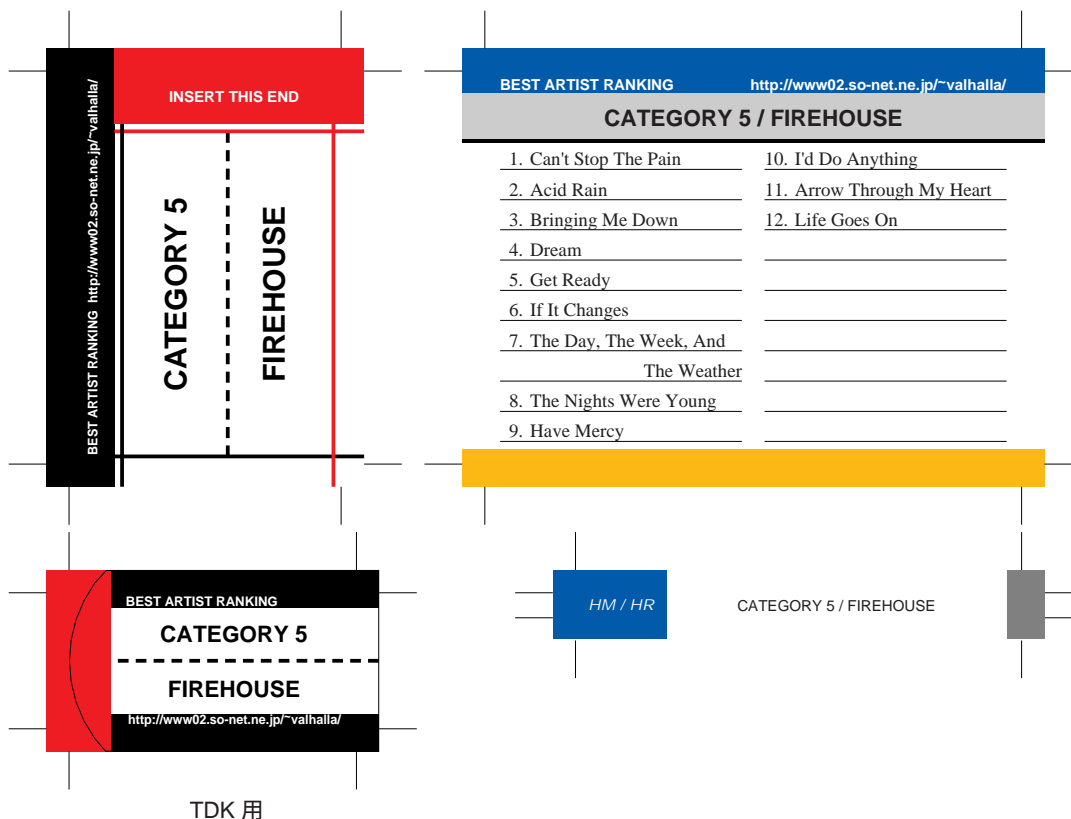 INSERT THIS END
BEST ARTIST RANKING http://www02.so-net.ne.jp/~valhalla/
CATEGORY 5
FIREHOUSE
BEST ARTIST RANKING http://www02.so-net.ne.jp/~valhalla/
CATEGORY 5 / FIREHOUSE
1. Can't Stop The Pain
2. Acid Rain
3. Bringing Me Down
4. Dream
5. Get Ready
6. If It Changes
7. The Day, The Week, And
The Weather
8. The Nights Were Young
9. Have Mercy
10. I'd Do Anything
11. Arrow Through My Heart
12. Life Goes On
BEST ARTIST RANKING
CATEGORY 5
FIREHOUSE
http://www02.so-net.ne.jp/~valhalla/
TDK 用
HM / HR
CATEGORY 5 / FIREHOUSE